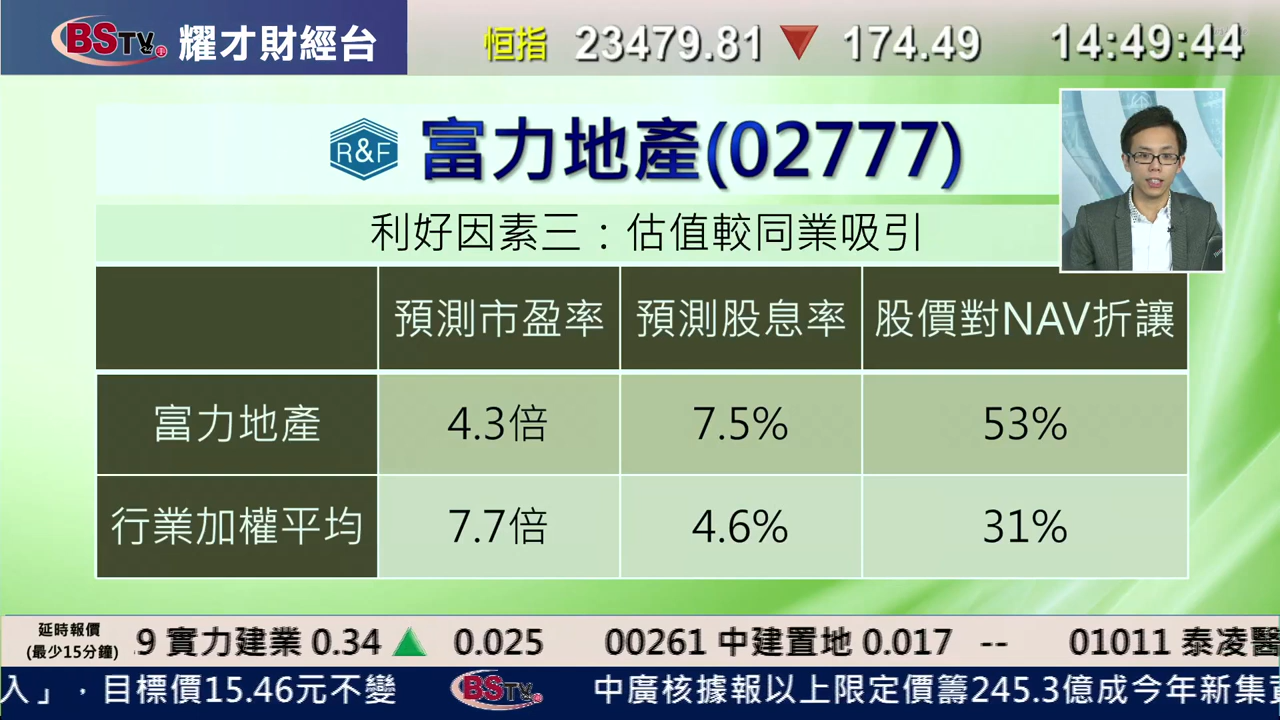 BSTV 耀才財經台
恒指 23479.81 ▼ 174.49 14:49:44
R&F 富力地產(02777)
利好因素三：估值較同業吸引
預測市盈率 預測股息率 股價對NAV折讓
富力地產 4.3倍 7.5% 53%
行業加權平均 7.7倍 4.6% 31%
延時報價
(最少15分鐘)
9 實力建業 0.34 ▲ 0.025 00261 中建置地 0.017 -- 01011 泰凌醫
入」，目標價15.46元不變 BSTV 中廣核據報以上限定價籌245.3億成今年新集資